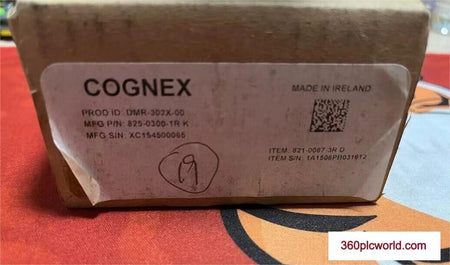 COGNEX
MADE IN IRELAND
PROD ID: DMR-302X-00
MFG P/N: 825-0300-1R K
MFG S/N: XC154500065
ITEM: 821-0087-3R D
ITEM S/N:
19
360plcworld.com